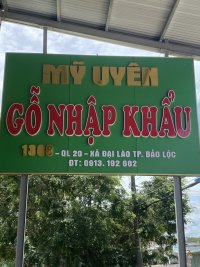 MỸ UYÊN
GỖ NHẬP KHẨU
1368 - QL 20 - XÃ ĐẠI LÀO TP. BẢO LỘC
ĐT: 0913. 192 682